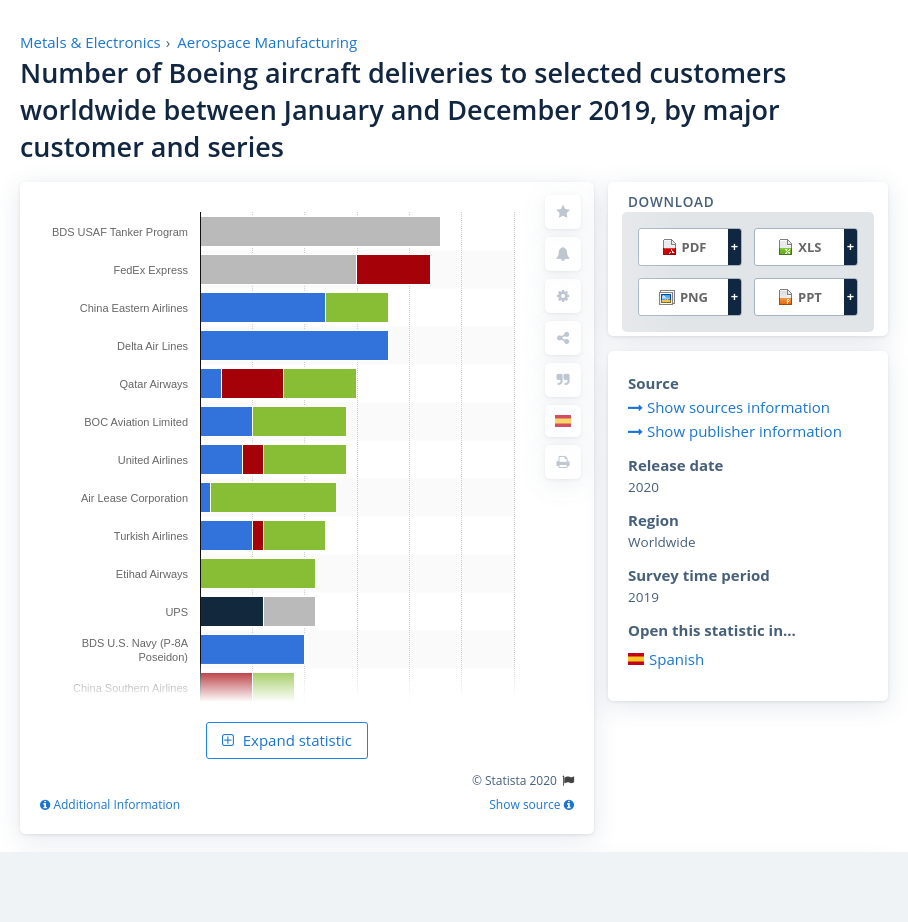 Metals & Electronics › Aerospace Manufacturing
Number of Boeing aircraft deliveries to selected customers
worldwide between January and December 2019, by major
customer and series
BDS USAF Tanker Program
FedEx Express
China Eastern Airlines
Delta Air Lines
Qatar Airways
BOC Aviation Limited
United Airlines
Air Lease Corporation
Turkish Airlines
Etihad Airways
UPS
BDS U.S. Navy (P-8A
Poseidon)
China Southern Airlines
Expand statistic
© Statista 2020
Additional Information
Show source
DOWNLOAD
PDF + XLS +
PNG + PPT +
Source
Show sources information
Show publisher information
Release date
2020
Region
Worldwide
Survey time period
2019
Open this statistic in...
Spanish